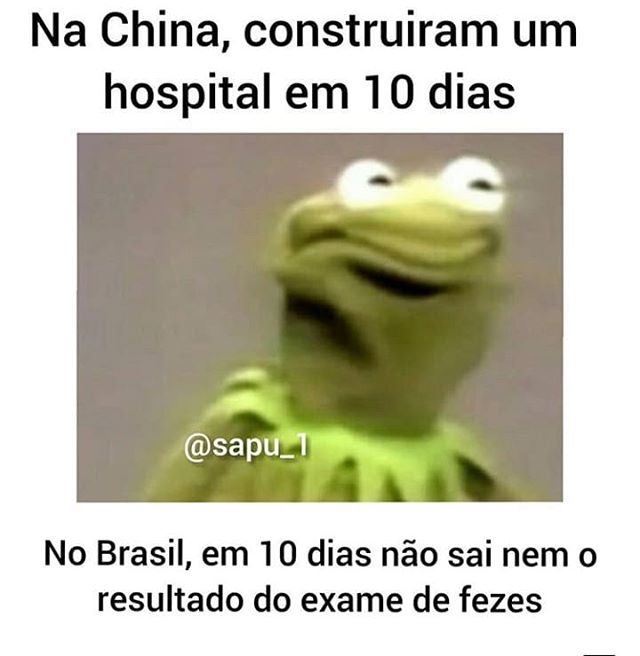 Na China, construiram um
hospital em 10 dias
@sapu_1
No Brasil, em 10 dias não sai nem o
resultado do exame de fezes